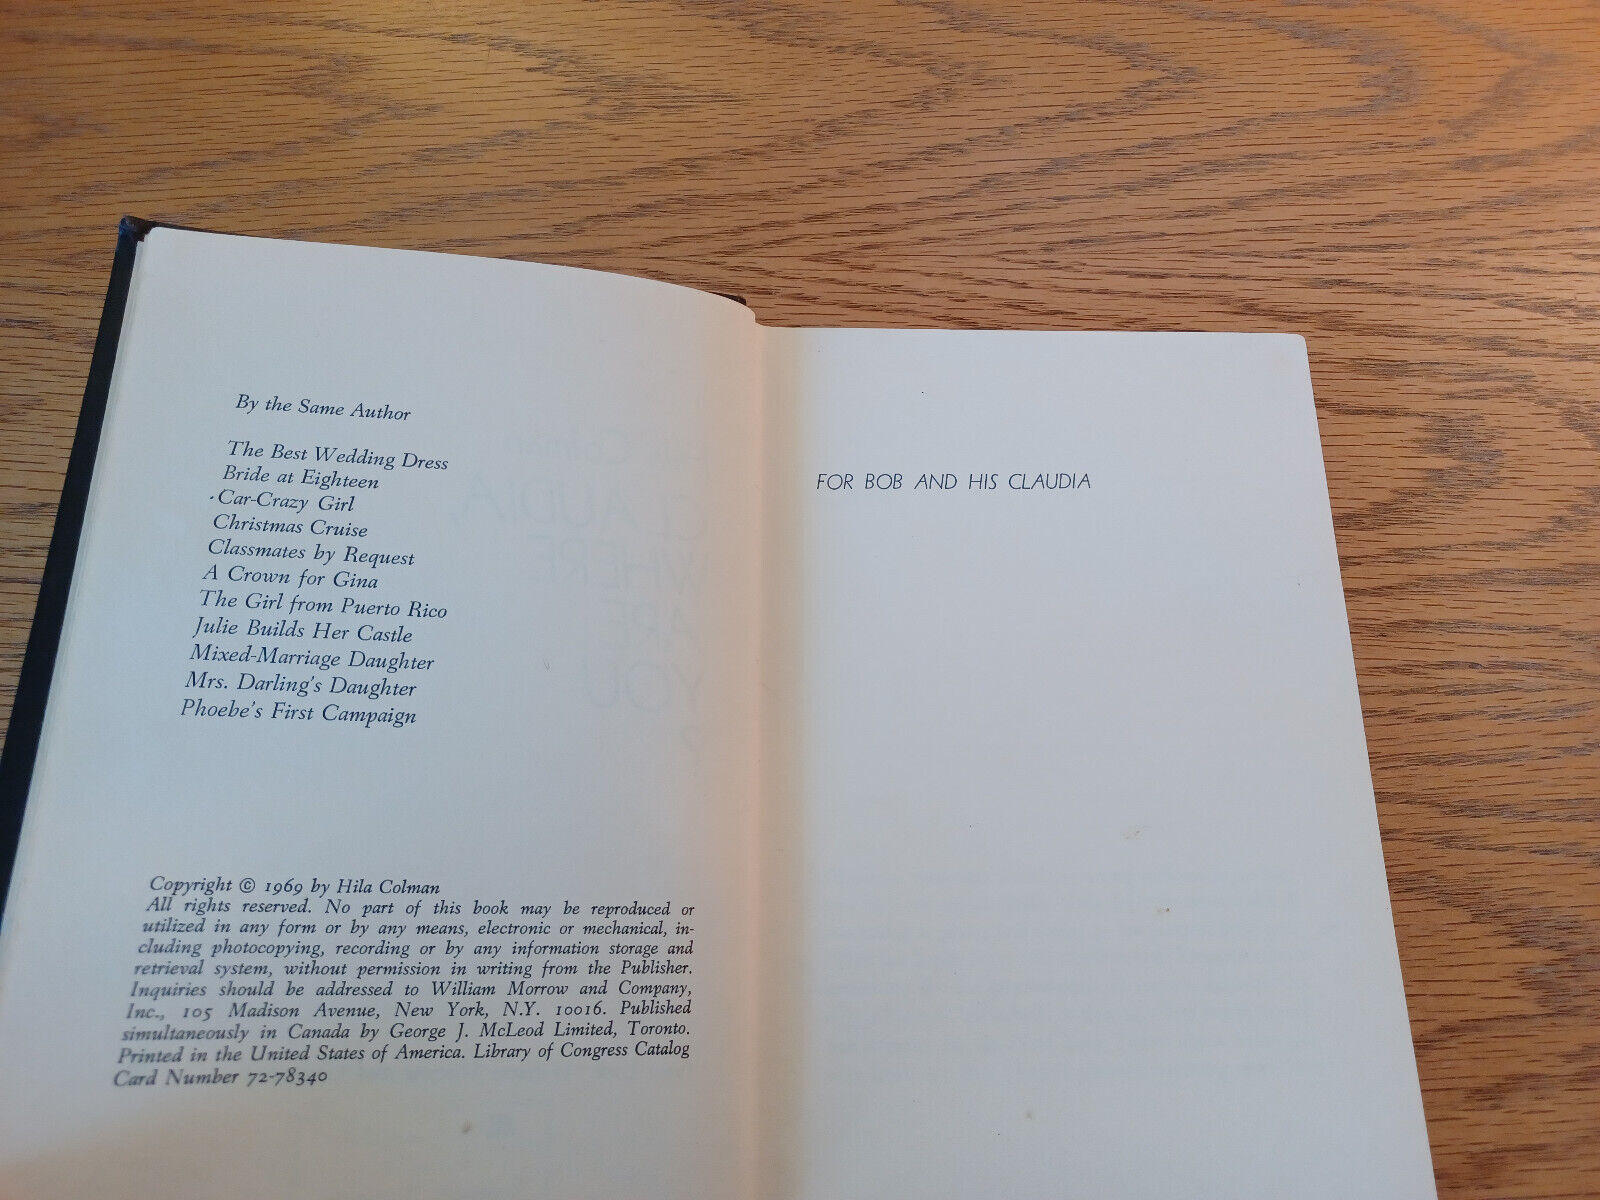 By the Same Author
The Best Wedding Dress
Bride at Eighteen
Car-Crazy Girl
Christmas Cruise
Classmates by Request
A Crown for Gina
The Girl from Puerto Rico
Julie Builds Her Castle
Mixed-Marriage Daughter
Mrs. Darling's Daughter
Phoebe's First Campaign
Copyright © 1969 by Hila Colman
All rights reserved. No part of this book may be reproduced or
utilized in any form or by any means, electronic or mechanical, in-
cluding photocopying, recording or by any information storage and
retrieval system, without permission in writing from the Publisher.
Inquiries should be addressed to William Morrow and Company,
Inc., 105 Madison Avenue, New York, N.Y. 10016. Published
simultaneously in Canada by George J. McLeod Limited, Toronto.
Printed in the United States of America. Library of Congress Catalog
Card Number 72-78340
FOR BOB AND HIS CLAUDIA